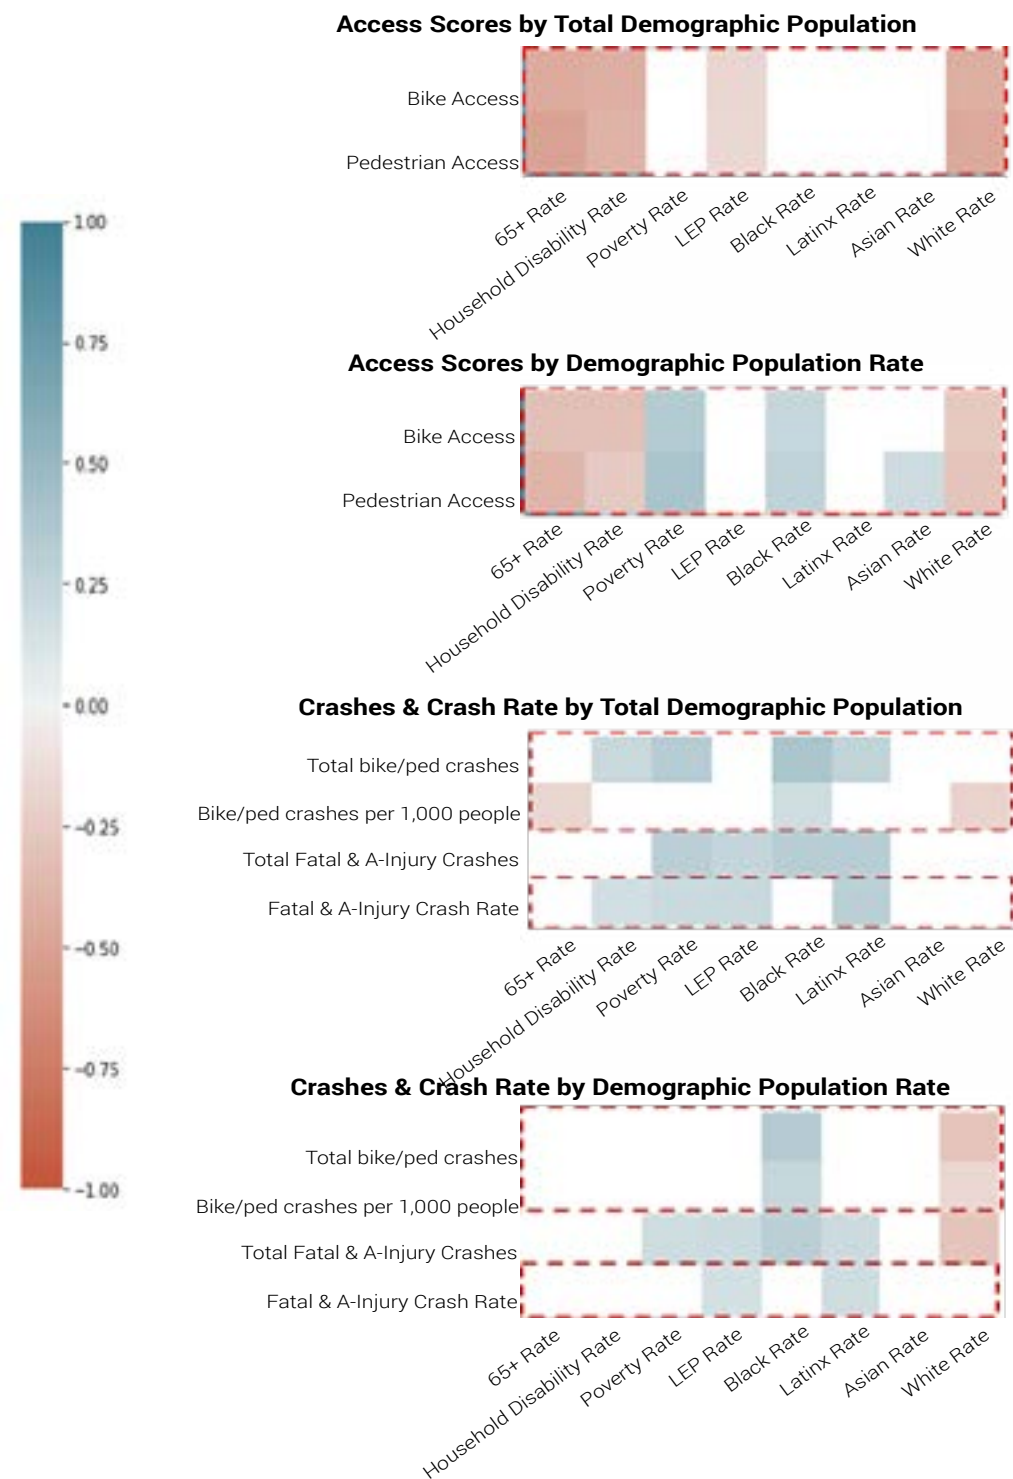 Access Scores by Total Demographic Population
Bike Access
Pedestrian Access
65+ Rate
Household Disability Rate
Poverty Rate
LEP Rate
Black Rate
Latinx Rate
Asian Rate
White Rate
1.00
0.75
0.50
0.25
0.00
−0.25
−0.50
−0.75
−1.00
Access Scores by Demographic Population Rate
Bike Access
Pedestrian Access
65+ Rate
Household Disability Rate
Poverty Rate
LEP Rate
Black Rate
Latinx Rate
Asian Rate
White Rate
Crashes & Crash Rate by Total Demographic Population
Total bike/ped crashes
Bike/ped crashes per 1,000 people
Total Fatal & A-Injury Crashes
Fatal & A-Injury Crash Rate
65+ Rate
Household Disability Rate
Poverty Rate
LEP Rate
Black Rate
Latinx Rate
Asian Rate
White Rate
Crashes & Crash Rate by Demographic Population Rate
Total bike/ped crashes
Bike/ped crashes per 1,000 people
Total Fatal & A-Injury Crashes
Fatal & A-Injury Crash Rate
65+ Rate
Household Disability Rate
Poverty Rate
LEP Rate
Black Rate
Latinx Rate
Asian Rate
White Rate